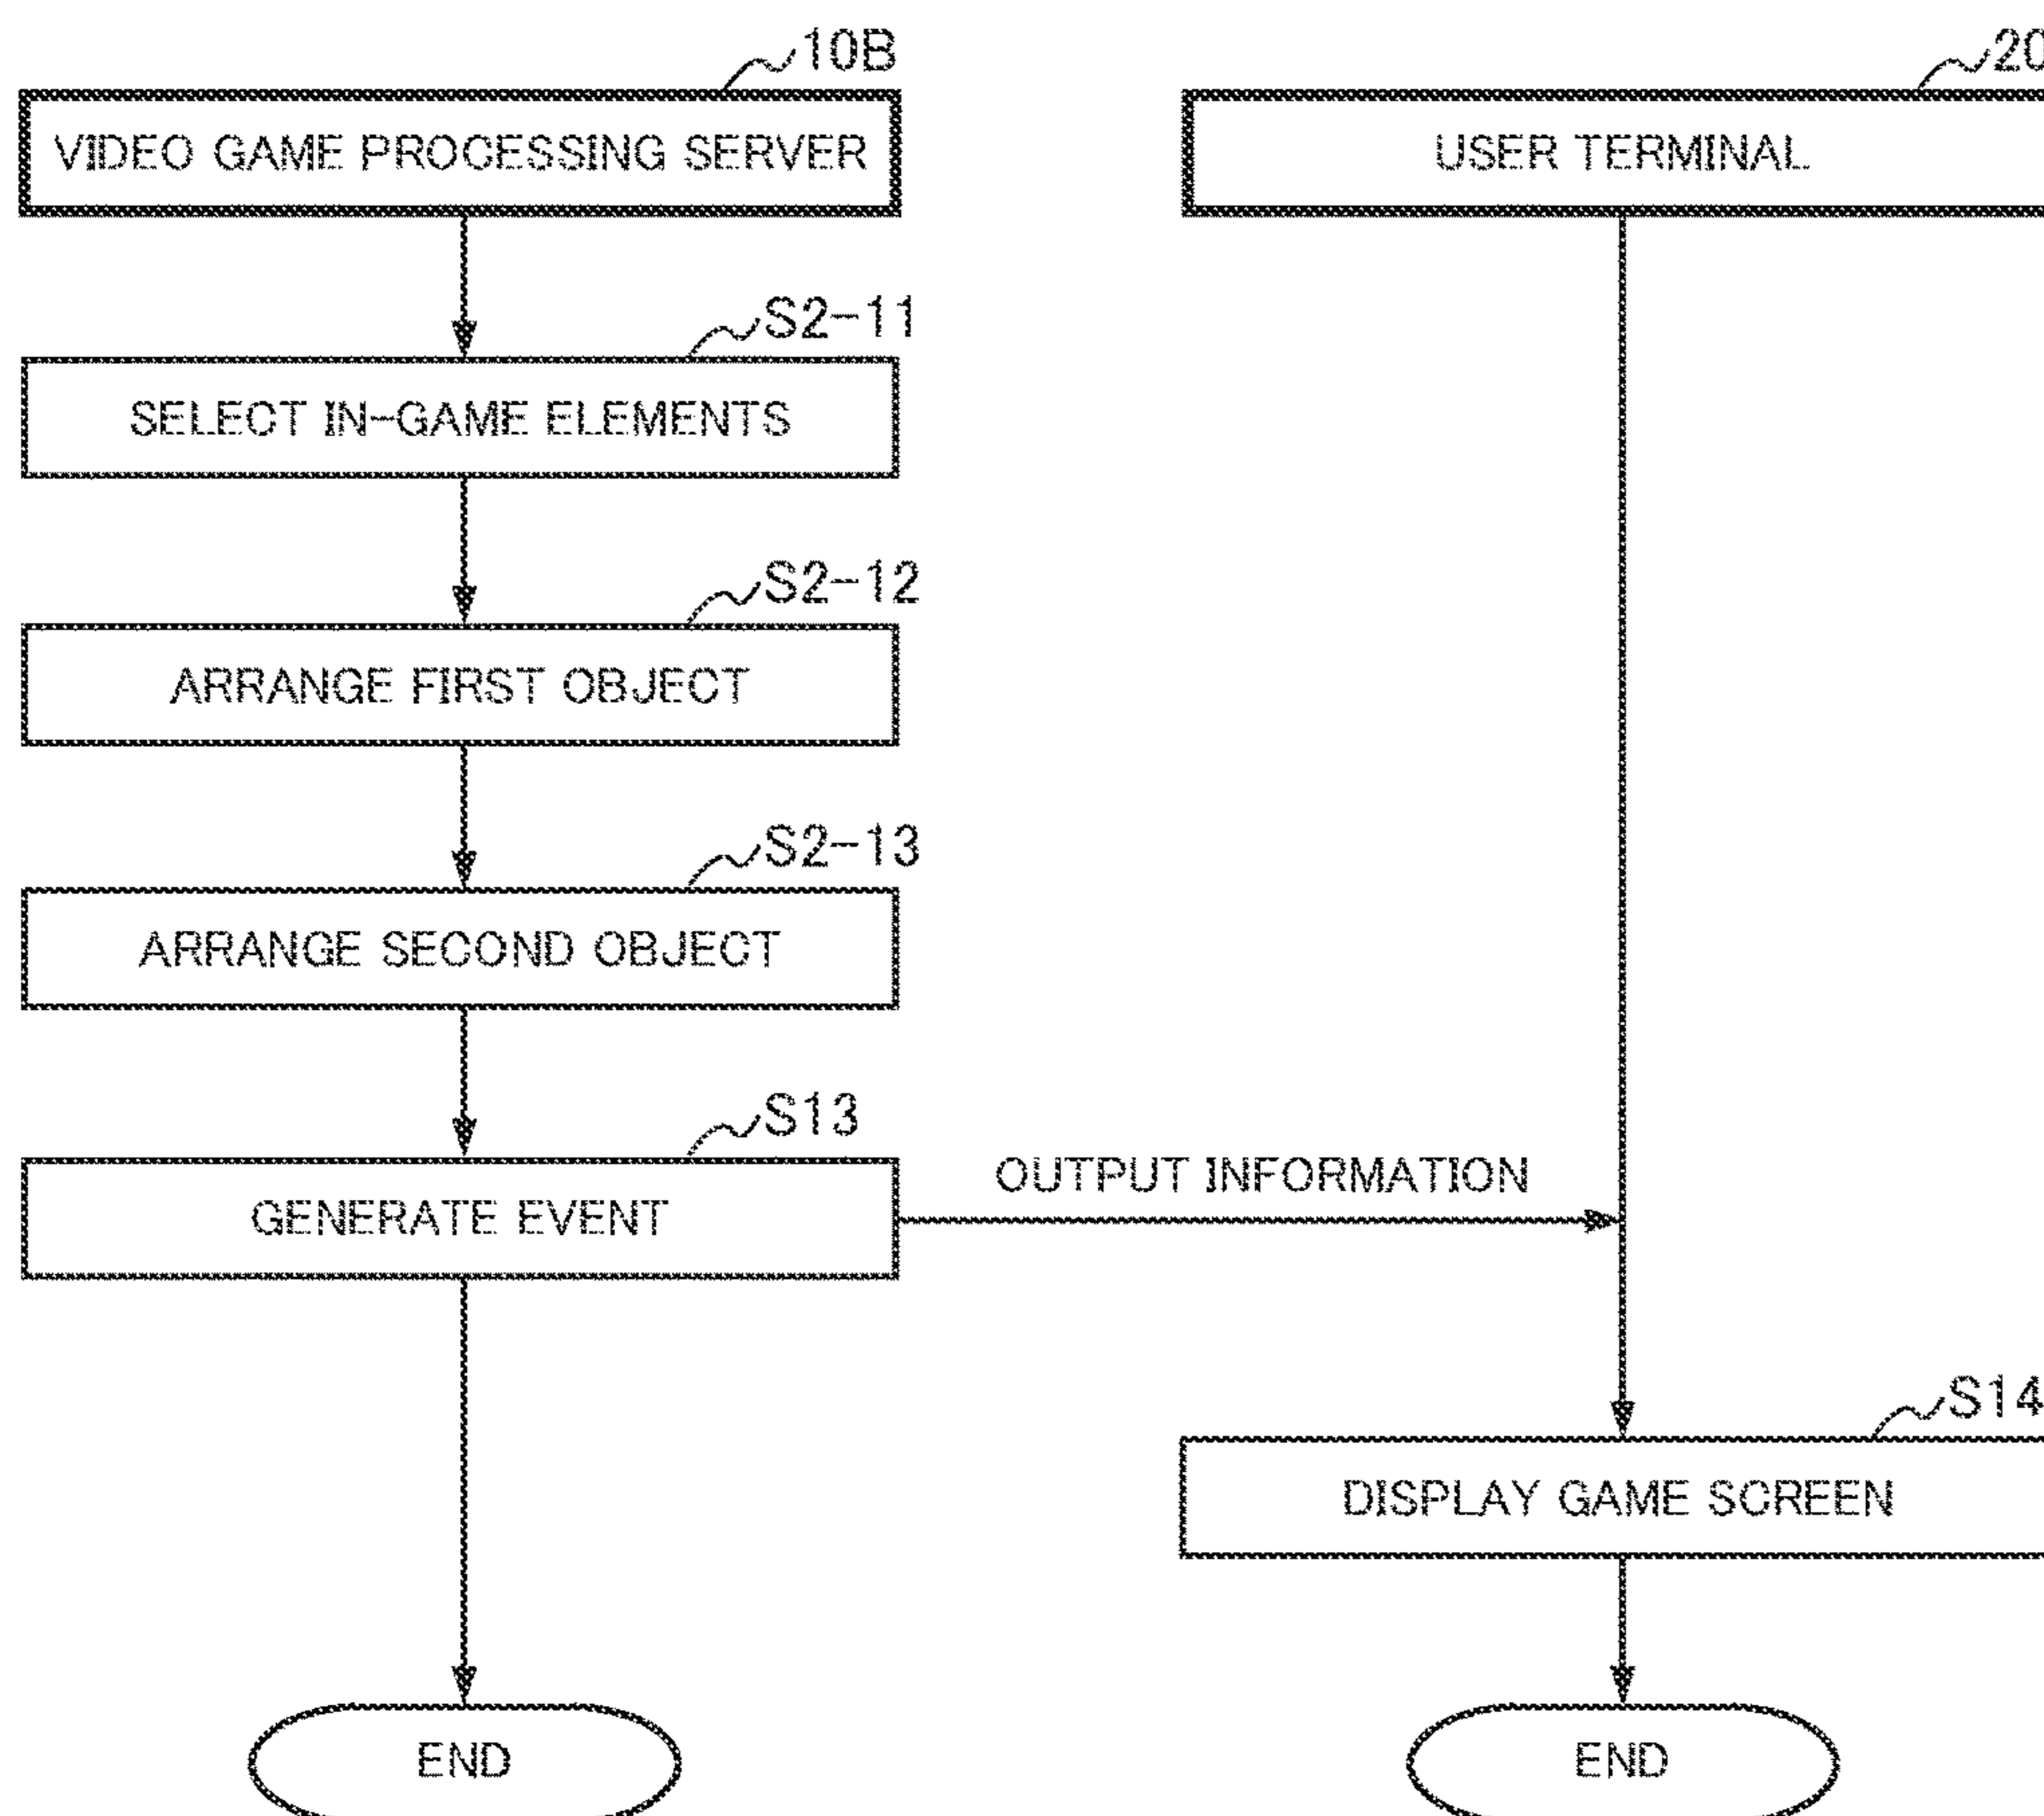 10B
VIDEO GAME PROCESSING SERVER
S2-11
SELECT IN-GAME ELEMENTS
S2-12
ARRANGE FIRST OBJECT
S2-13
ARRANGE SECOND OBJECT
S13
GENERATE EVENT
OUTPUT INFORMATION
END
20
USER TERMINAL
S14
DISPLAY GAME SCREEN
END